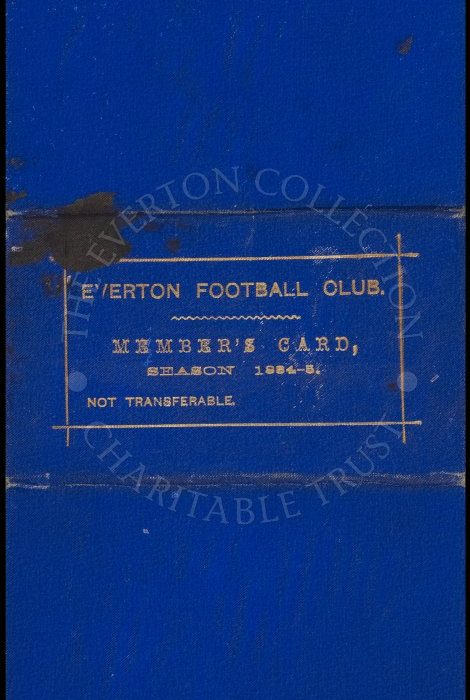 THE EVERTON COLLECTION
EVERTON FOOTBALL CLUB.
MEMBER'S CARD,
SEASON 1884-5.
NOT TRANSFERABLE.
CHARITABLE TRUST